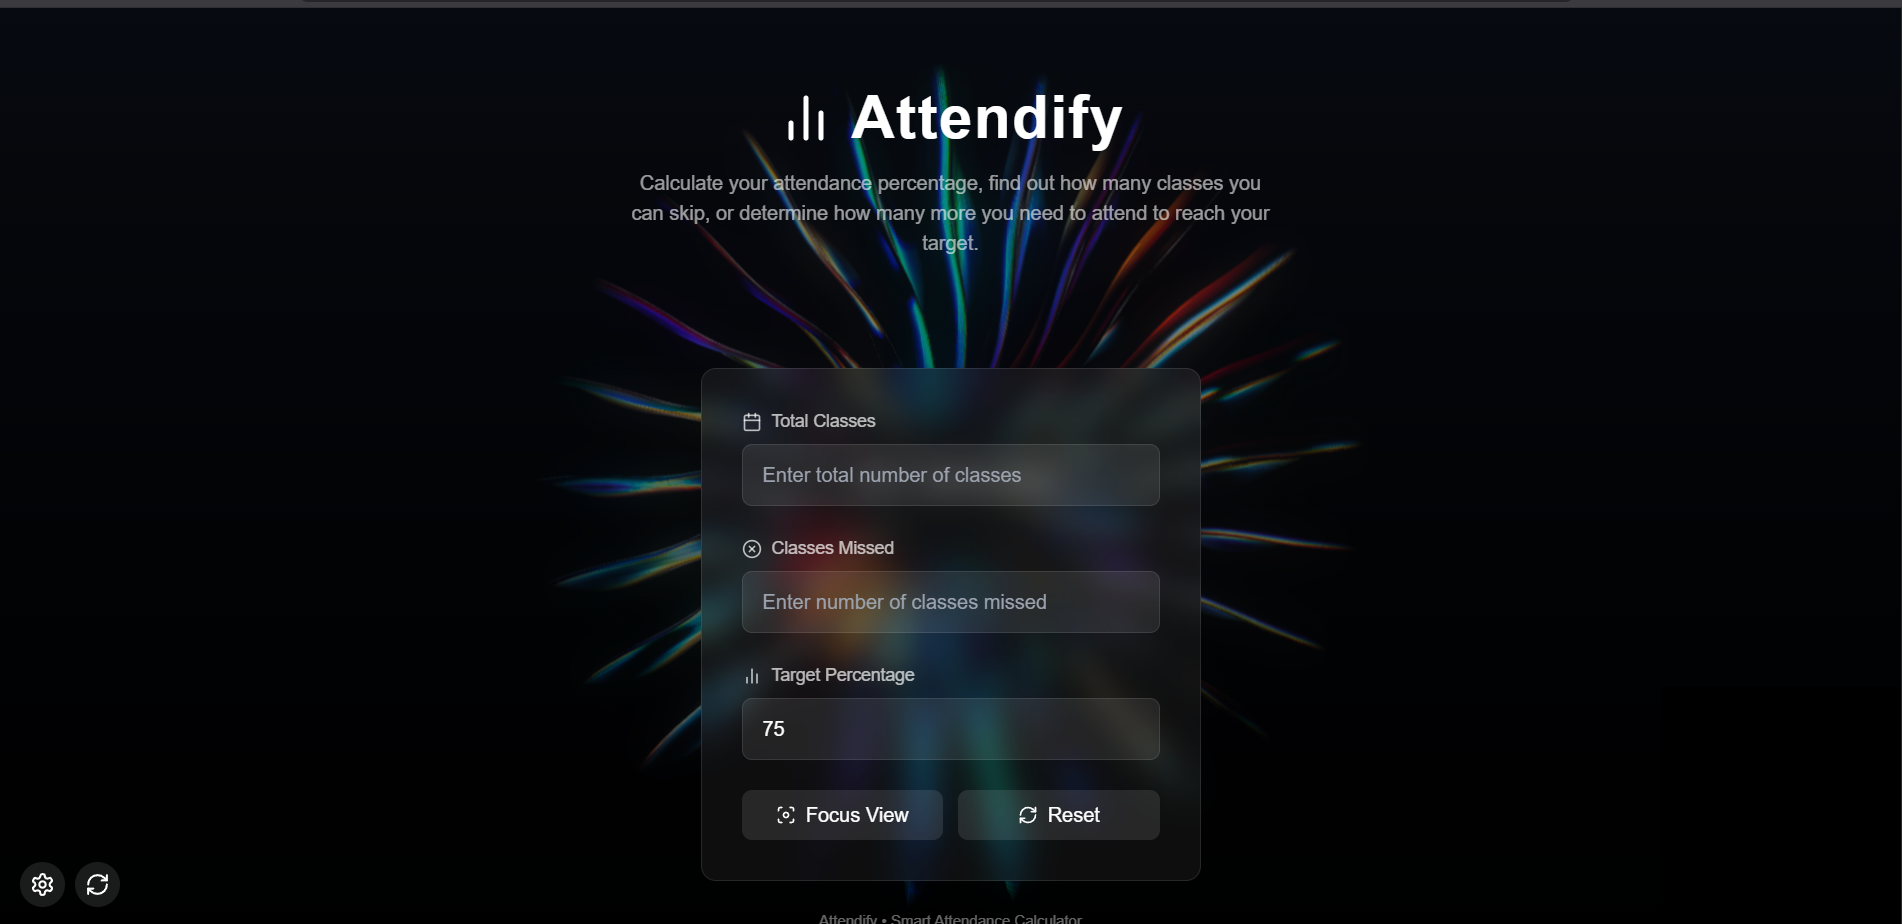 Attendify
Calculate your attendance percentage, find out how many classes you
can skip, or determine how many more you need to attend to reach your
target.
Total Classes
Enter total number of classes
Classes Missed
Enter number of classes missed
Target Percentage
75
Focus View
Reset
Attendify • Smart Attendance Calculator